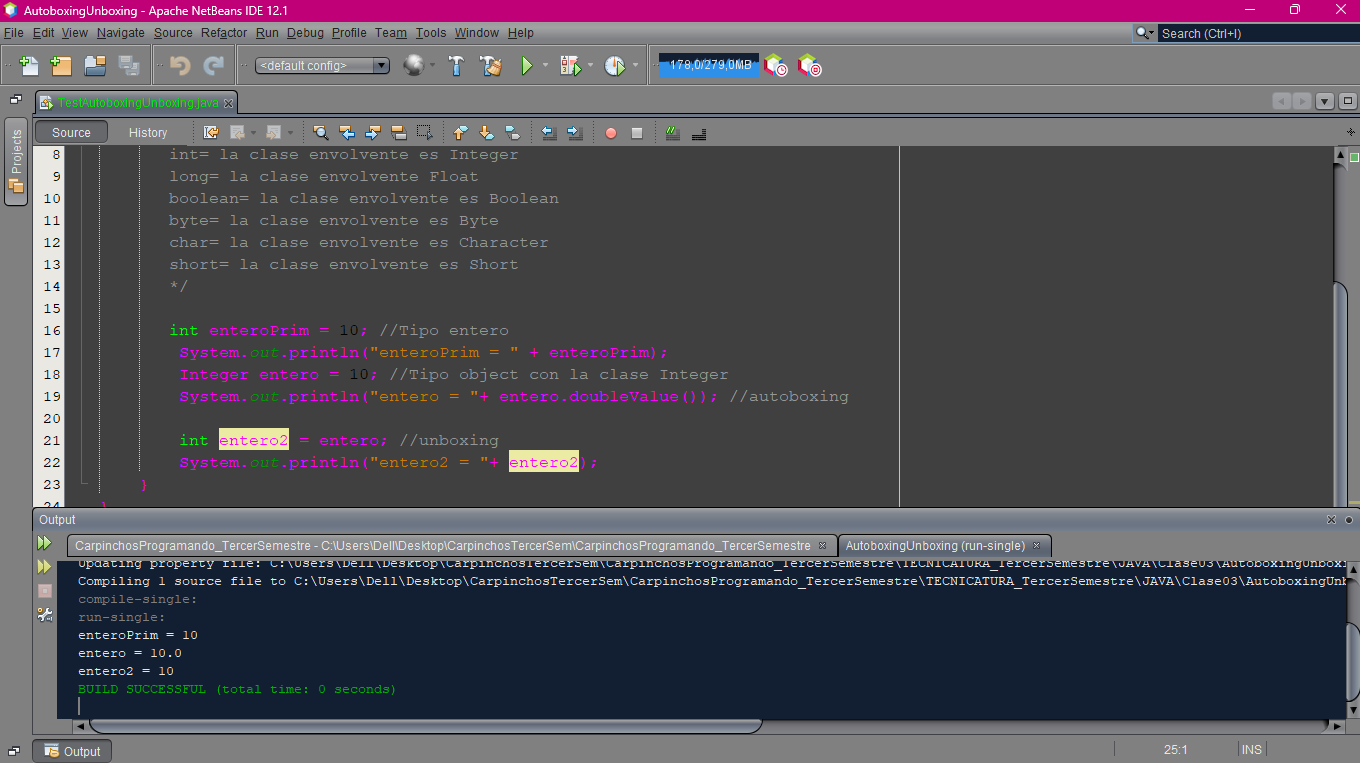 AutoboxingUnboxing - Apache NetBeans IDE 12.1
File Edit View Navigate Source Refactor Run Debug Profile Team Tools Window Help
Search (Ctrl+I)
<default config>
178,0/279,0MB
TestAutoboxingUnboxing.java
Projects
Source History
8 int= la clase envolvente es Integer
9 long= la clase envolvente Float
10 boolean= la clase envolvente es Boolean
11 byte= la clase envolvente es Byte
12 char= la clase envolvente es Character
13 short= la clase envolvente es Short
14 */
15
16 int enteroPrim = 10; //Tipo entero
17 System.out.println("enteroPrim = " + enteroPrim);
18 Integer entero = 10; //Tipo object con la clase Integer
19 System.out.println("entero = "+ entero.doubleValue()); //autoboxing
20
21 int entero2 = entero; //unboxing
22 System.out.println("entero2 = "+ entero2);
23 }
24 }
Output
CarpinchosProgramando_TercerSemestre - C:\Users\Dell\Desktop\CarpinchosTercerSem\CarpinchosProgramando_TercerSemestre
AutoboxingUnboxing (run-single)
Updating property file: C:\Users\Dell\Desktop\CarpinchosTercerSem\CarpinchosProgramando_TercerSemestre\TECNICATURA_TercerSemestre\JAVA\Clase03\AutoboxingUnboxi
Compiling 1 source file to C:\Users\Dell\Desktop\CarpinchosTercerSem\CarpinchosProgramando_TercerSemestre\TECNICATURA_TercerSemestre\JAVA\Clase03\AutoboxingUnb
compile-single:
run-single:
enteroPrim = 10
entero = 10.0
entero2 = 10
BUILD SUCCESSFUL (total time: 0 seconds)
Output
25:1 INS